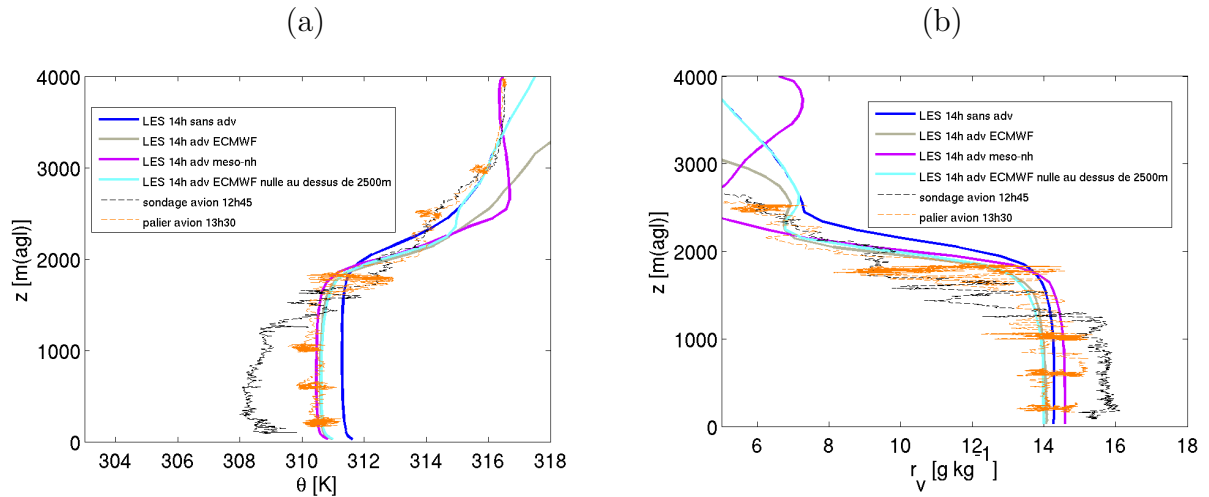 (a)
4000
3000
2000
1000
0
z [m(agl)]
LES 14h sans adv
LES 14h adv ECMWF
LES 14h adv meso-nh
LES 14h adv ECMWF nulle au dessus de 2500m
sondage avion 12h45
palier avion 13h30
304 306 308 310 312 314 316 318
θ [K]
(b)
4000
3000
2000
1000
0
z [m(agl)]
LES 14h sans adv
LES 14h adv ECMWF
LES 14h adv meso-nh
LES 14h adv ECMWF nulle au dessus de 2500m
sondage avion 12h45
palier avion 13h30
6 8 10 12 14 16 18
r_v [g kg^-1]